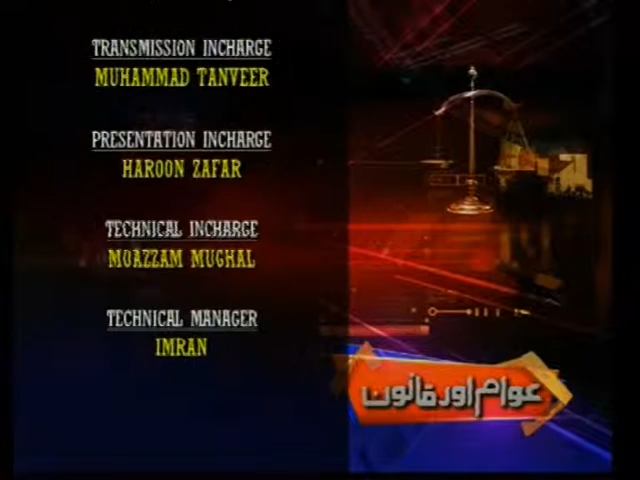 TRANSMISSION INCHARGE
MUHAMMAD TANVEER
PRESENTATION INCHARGE
HAROON ZAFAR
TECHNICAL INCHARGE
MOAZZAM MUGHAL
TECHNICAL MANAGER
IMRAN
عوام اور قانون